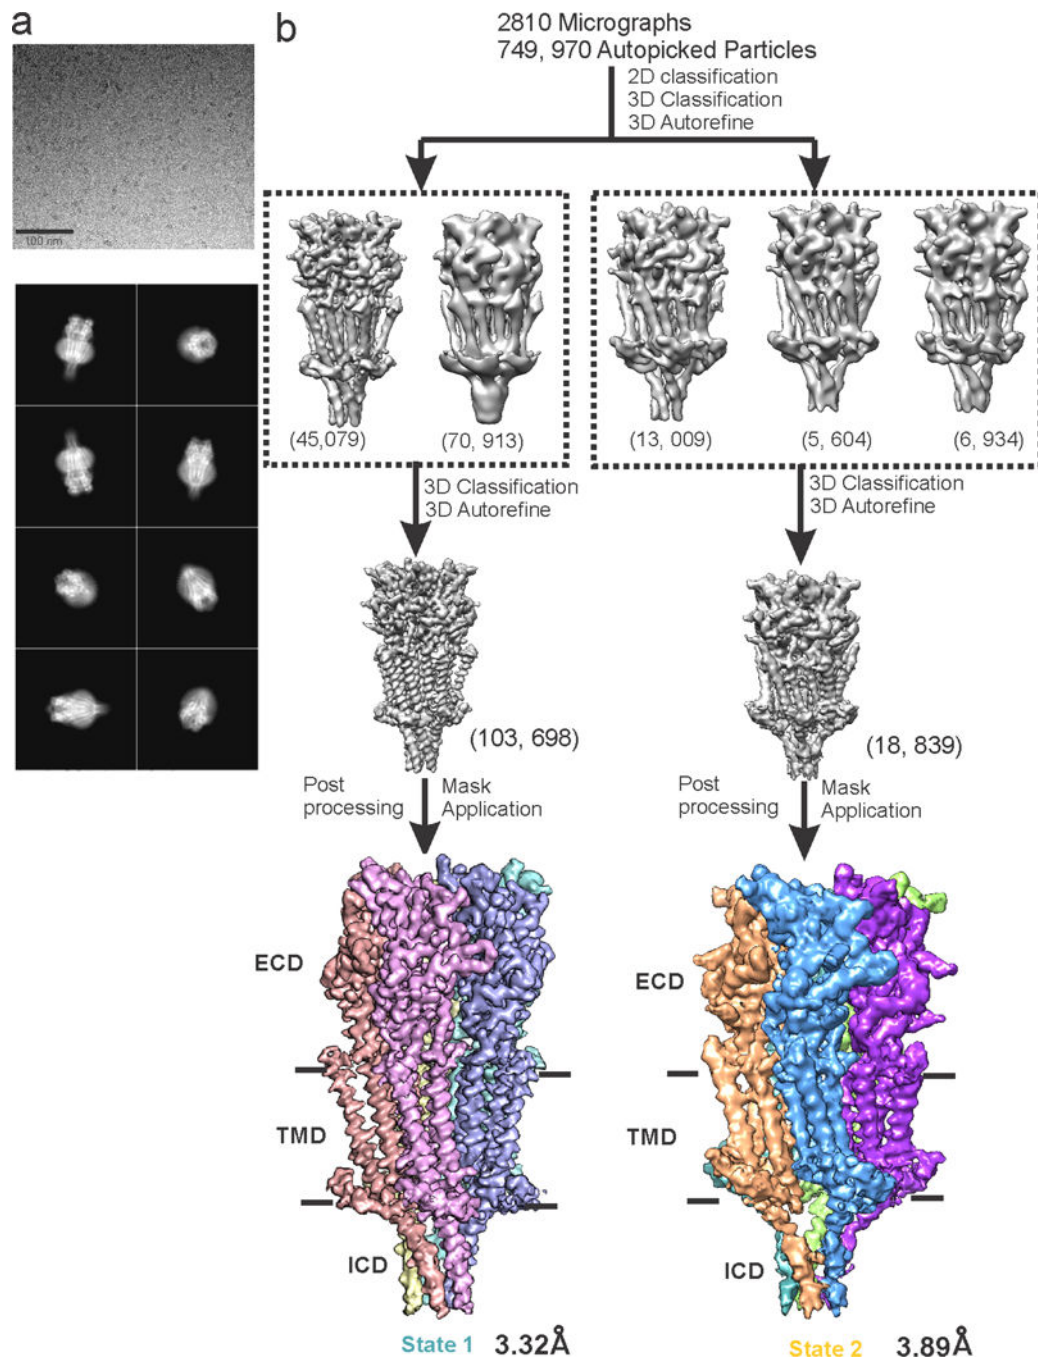 a
b
2810 Micrographs
749, 970 Autopicked Particles
2D classification
3D Classification
3D Autorefine
100 nm
(45,079)
(70, 913)
(13, 009)
(5, 604)
(6, 934)
3D Classification
3D Autorefine
3D Classification
3D Autorefine
(103, 698)
(18, 839)
Post
processing
Mask
Application
Post
processing
Mask
Application
ECD
TMD
ICD
ECD
TMD
ICD
State 1 3.32Å
State 2 3.89Å